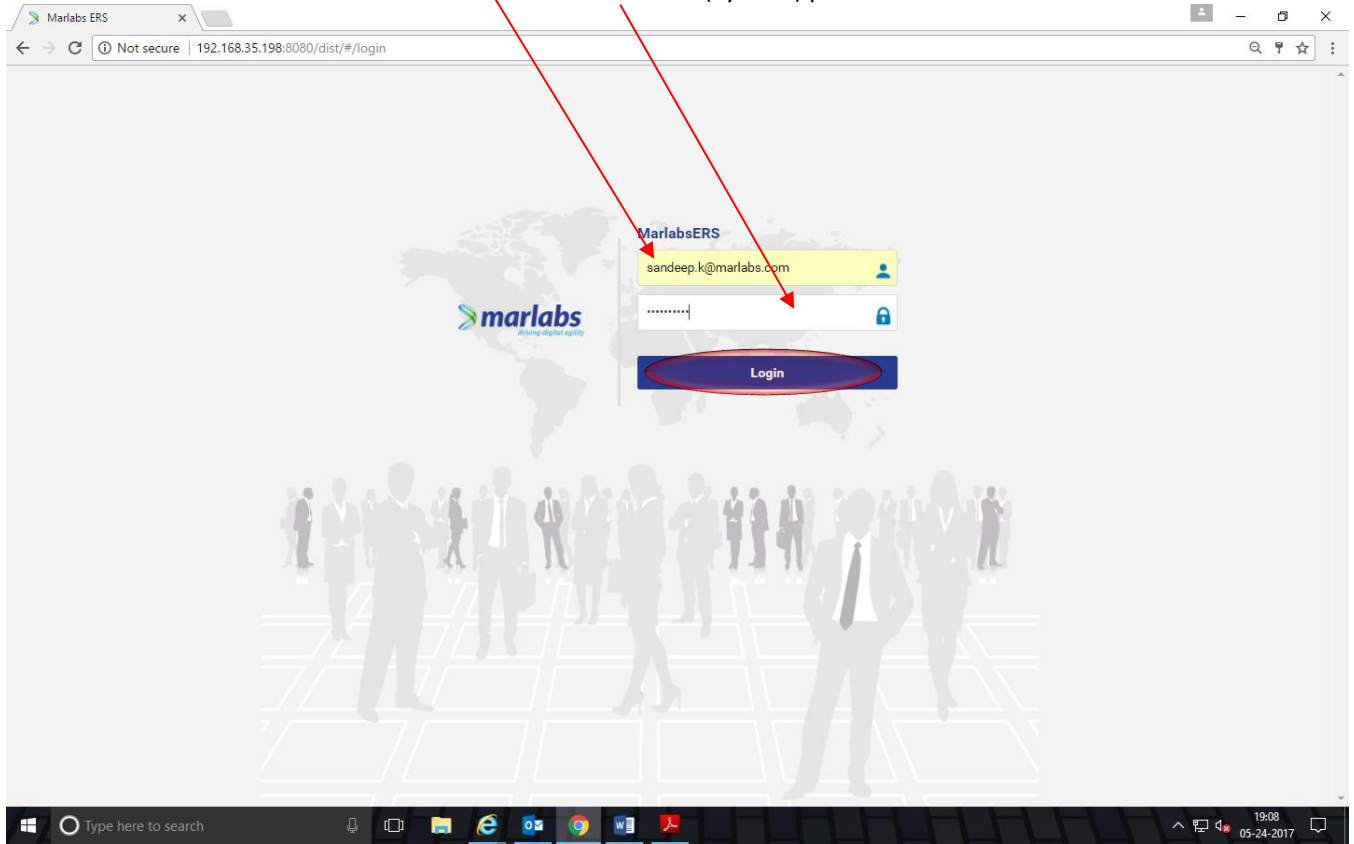 Marlabs ERS
Not secure | 192.168.35.198:8080/dist/#/login
MarlabsERS
sandeep.k@marlabs.com
marlabs
driving digital agility
Login
Type here to search
19:08
05-24-2017